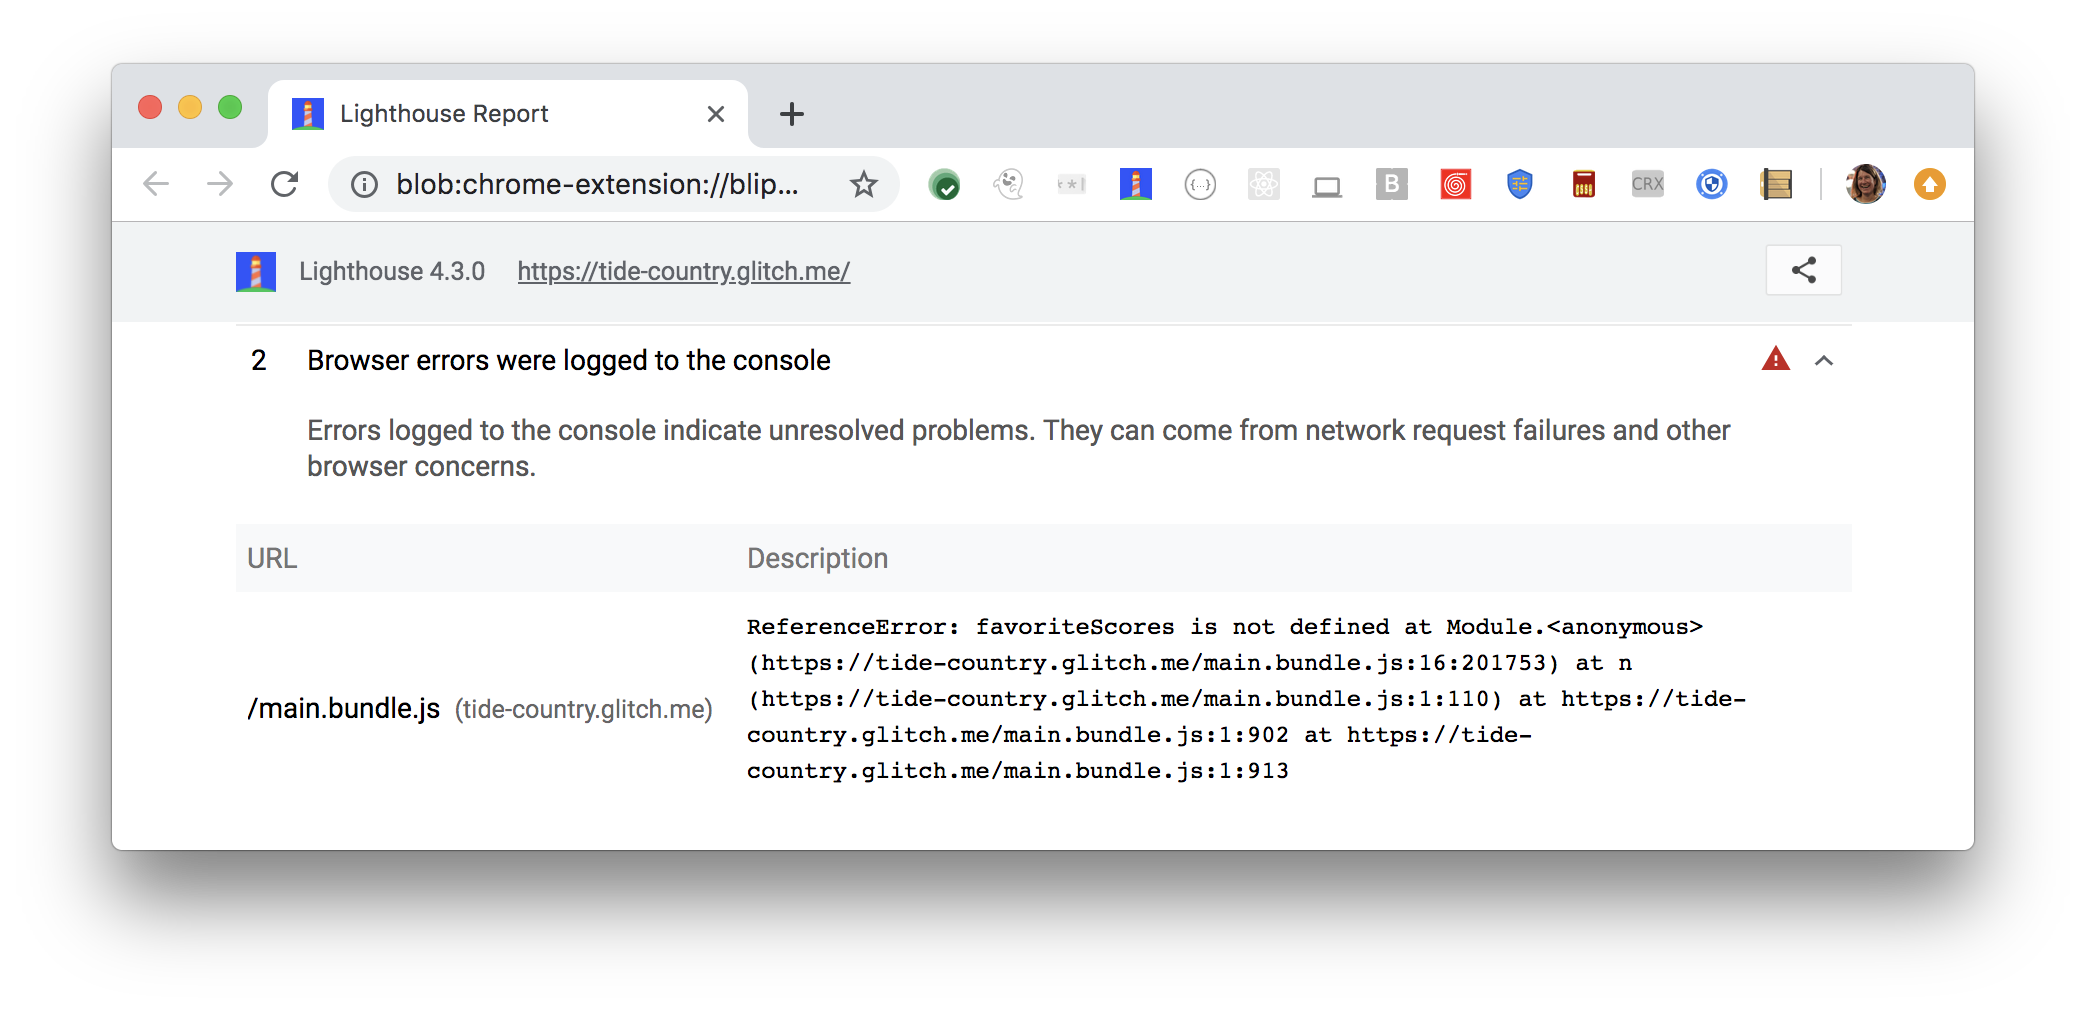 Lighthouse Report
blob:chrome-extension://blip...
**I
{...}
B
CRX
Lighthouse 4.3.0 https://tide-country.glitch.me/
2 Browser errors were logged to the console
Errors logged to the console indicate unresolved problems. They can come from network request failures and other
browser concerns.
URL Description
ReferenceError: favoriteScores is not defined at Module.<anonymous>
(https://tide-country.glitch.me/main.bundle.js:16:201753) at n
/main.bundle.js (tide-country.glitch.me) (https://tide-country.glitch.me/main.bundle.js:1:110) at https://tide-
country.glitch.me/main.bundle.js:1:902 at https://tide-
country.glitch.me/main.bundle.js:1:913